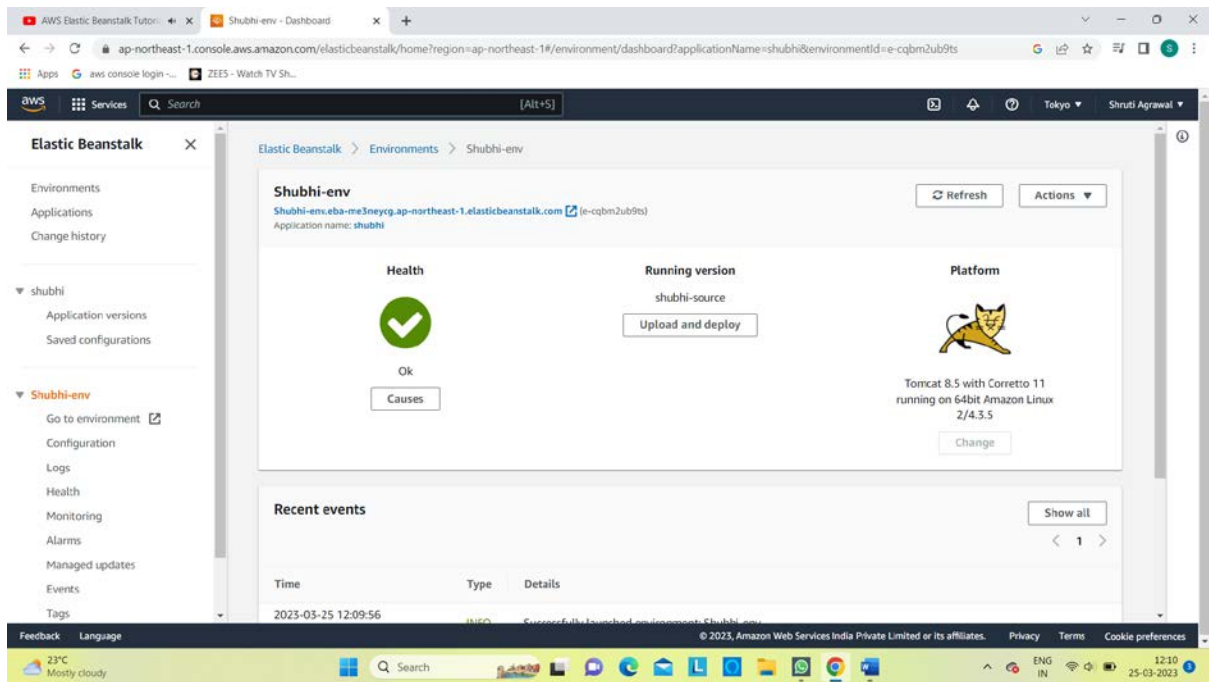 AWS Elastic Beanstalk Tutori
Shubhi-env - Dashboard
ap-northeast-1.console.aws.amazon.com/elasticbeanstalk/home?region=ap-northeast-1#/environment/dashboard?applicationName=shubhi&environmentId=e-cqbm2ub9ts
Apps aws console login -... ZEE5 - Watch TV Sh...
aws Services Search [Alt+S] Tokyo ▼ Shruti Agrawal ▼
Elastic Beanstalk
Environments
Applications
Change history
shubhi
Application versions
Saved configurations
Shubhi-env
Go to environment
Configuration
Logs
Health
Monitoring
Alarms
Managed updates
Events
Tags
Elastic Beanstalk > Environments > Shubhi-env
Shubhi-env
Shubhi-env.eba-me3neycg.ap-northeast-1.elasticbeanstalk.com (e-cqbm2ub9ts)
Application name: shubhi
Refresh
Actions ▼
Health
Ok
Causes
Running version
shubhi-source
Upload and deploy
Platform
Tomcat 8.5 with Corretto 11
running on 64bit Amazon Linux
2/4.3.5
Change
Recent events
Show all
< 1 >
Time Type Details
2023-03-25 12:09:56 INFO Successfully launched environment: Shubhi-env
Feedback Language © 2023, Amazon Web Services India Private Limited or its affiliates. Privacy Terms Cookie preferences
23°C
Mostly cloudy
Search
ENG
IN
12:10
25-03-2023